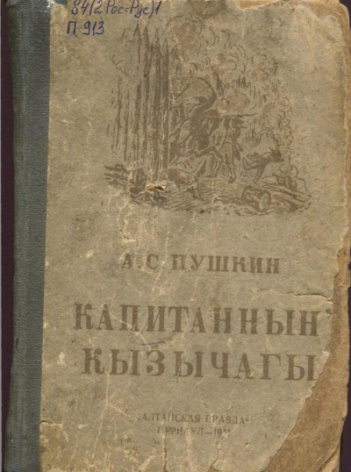 84(2Рос=Рус)1
П 913
А. С. ПУШКИН
КАПИТАННЫҤ
КЫЗЫЧАГЫ
„АЛТАЙСКАЯ ПРАВДА“